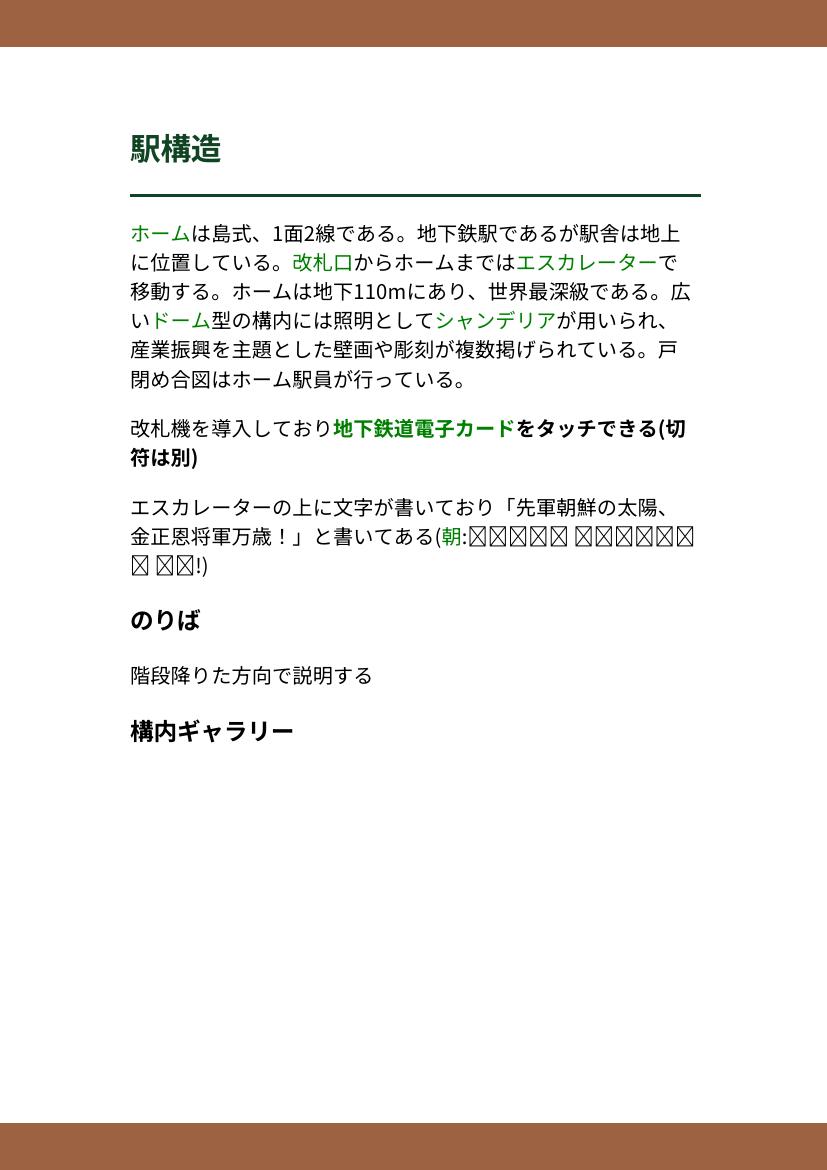 駅構造
ホームは島式、1面2線である。地下鉄駅であるが駅舎は地上
に位置している。改札口からホームまではエスカレーターで
移動する。ホームは地下110mにあり、世界最深級である。広
いドーム型の構内には照明としてシャンデリアが用いられ、
産業振興を主題とした壁画や彫刻が複数掲げられている。戸
閉め合図はホーム駅員が行っている。
改札機を導入しており地下鉄道電子カードをタッチできる(切
符は別)
エスカレーターの上に文字が書いており「先軍朝鮮の太陽、
金正恩将軍万歳！」と書いてある(朝:
!)
のりば
階段降りた方向で説明する
構内ギャラリー